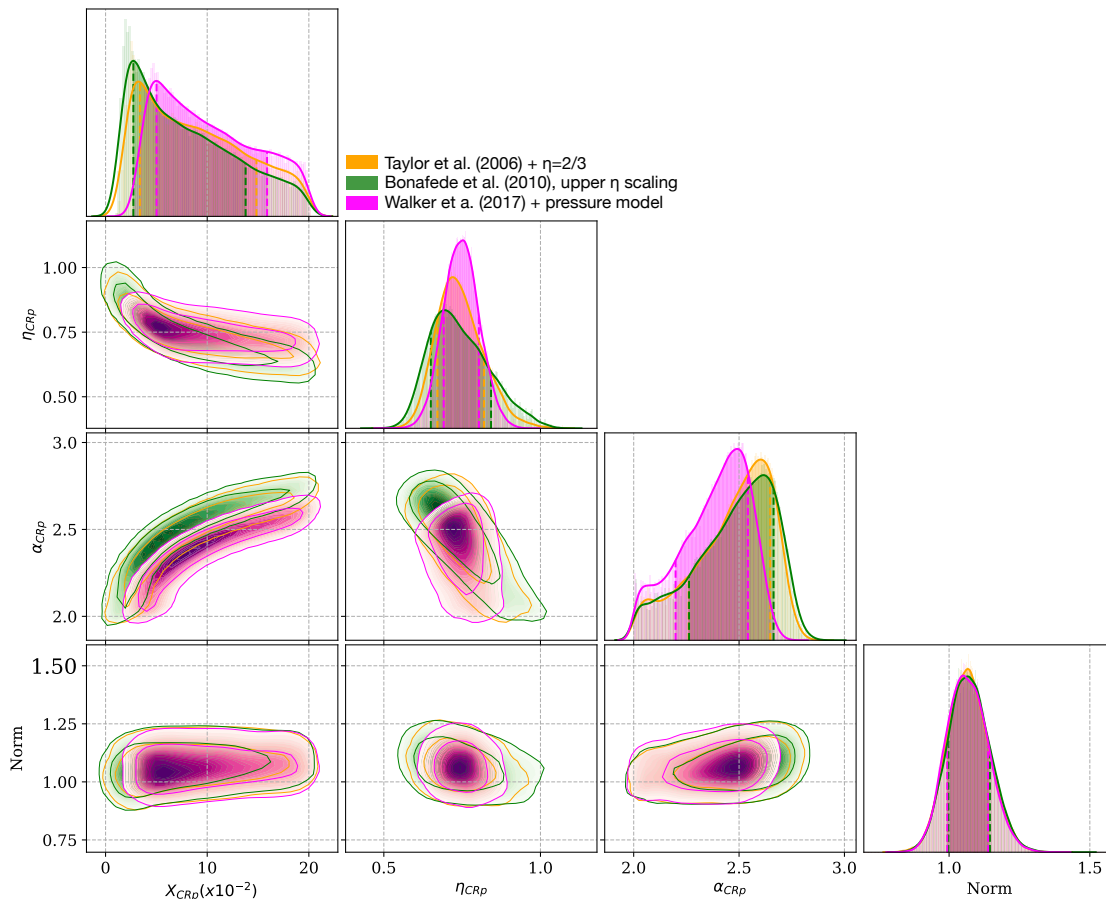 Taylor et al. (2006) + η=2/3
Bonafede et al. (2010), upper η scaling
Walker et a. (2017) + pressure model
1.00
0.75
0.50
η_CRp
3.0
2.5
2.0
α_CRp
1.50
1.25
1.00
0.75
Norm
0 10 20
0.5 1.0
2.0 2.5 3.0
1.0 1.5
X_CRp(x10⁻²)
η_CRp
α_CRp
Norm